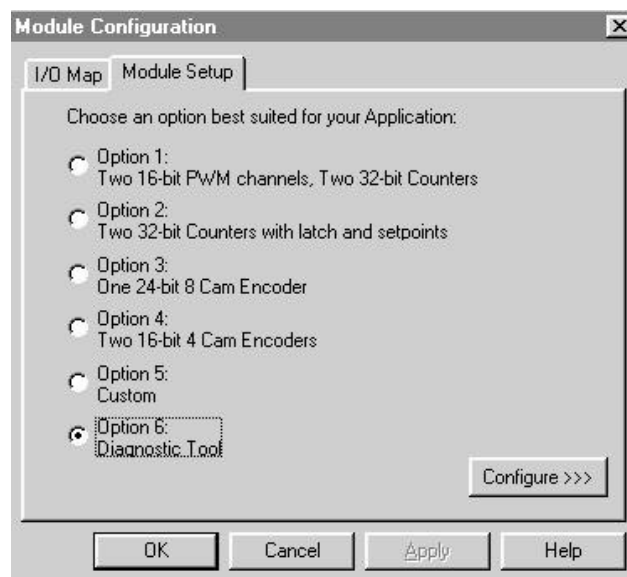 Module Configuration
I/O Map Module Setup
Choose an option best suited for your Application:
Option 1:
Two 16-bit PWM channels, Two 32-bit Counters
Option 2:
Two 32-bit Counters with latch and setpoints
Option 3:
One 24-bit 8 Cam Encoder
Option 4:
Two 16-bit 4 Cam Encoders
Option 5:
Custom
Option 6:
Diagnostic Tool
Configure >>>
OK Cancel Apply Help